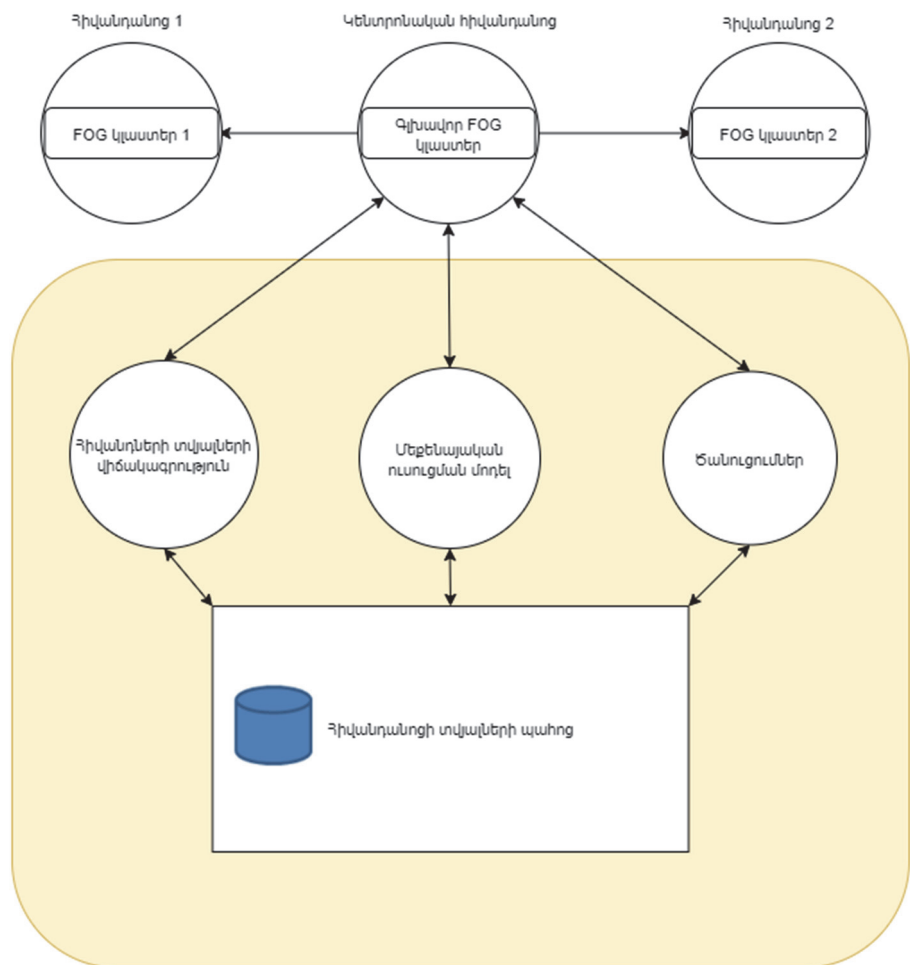 Հիվանդանոց 1
Կենտրոնական հիվանդանոց
Հիվանդանոց 2
FOG կլաստեր 1
Գլխավոր FOG
կլաստեր
FOG կլաստեր 2
Հիվանդների տվյալների
վիճակագրություն
Մեքենայական
ուսուցման մոդել
Ծանուցումներ
Հիվանդանոցի տվյալների պահոց